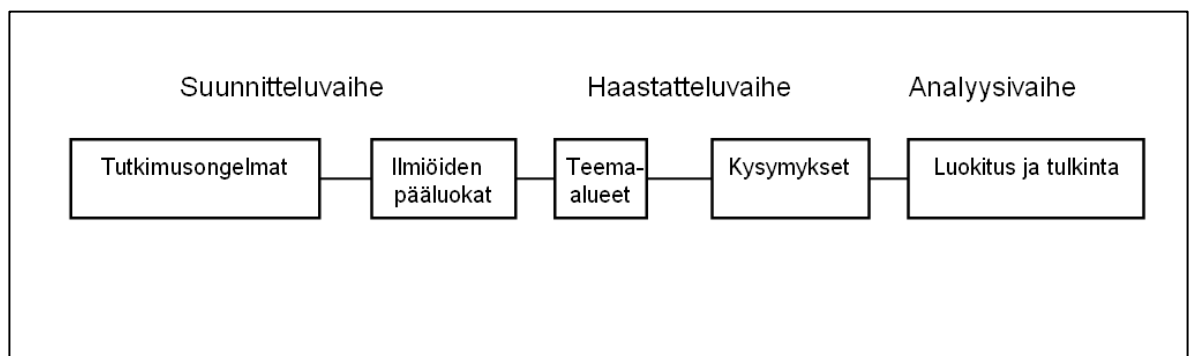 Suunnitteluvaihe
Haastatteluvaihe
Analyysivaihe
Tutkimusongelmat
Ilmiöiden
pääluokat
Teema-
alueet
Kysymykset
Luokitus ja tulkinta